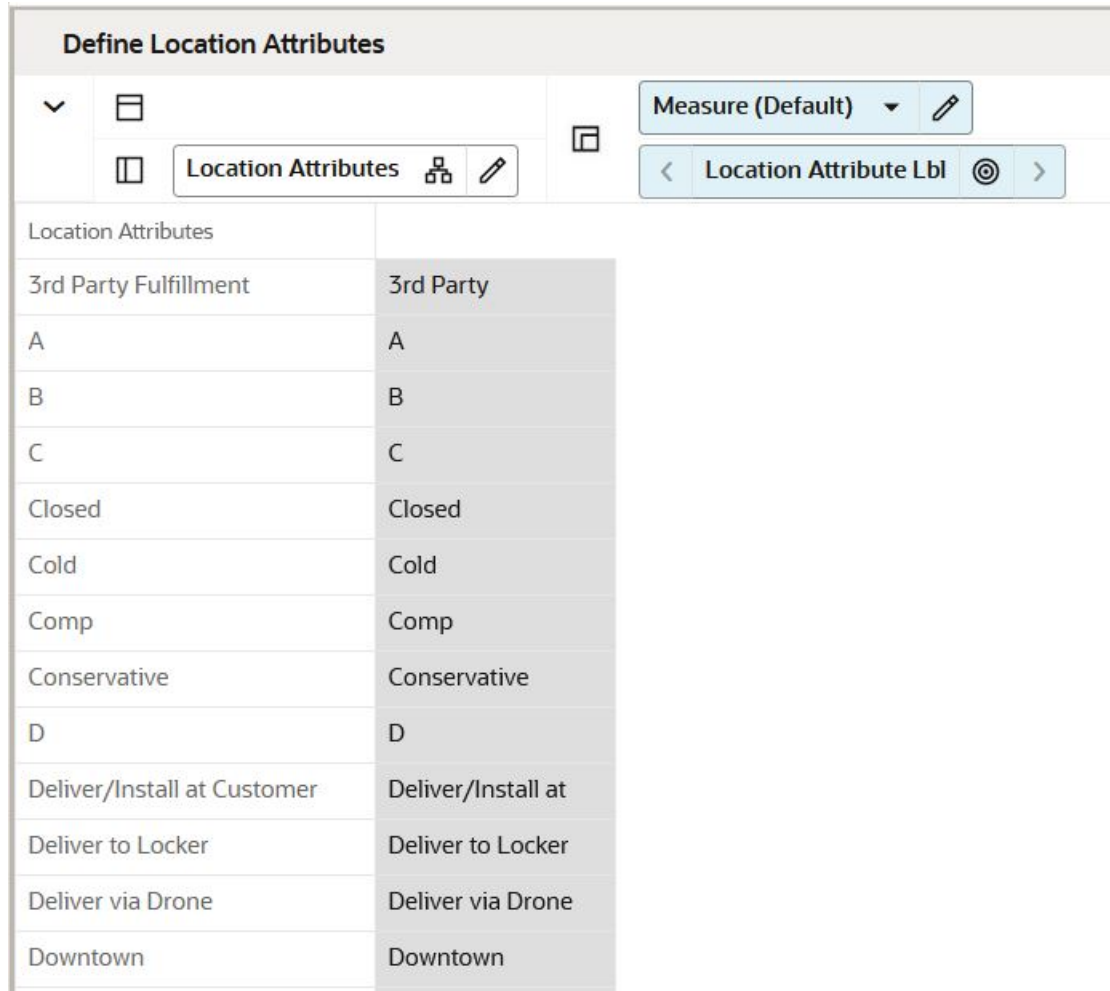 Define Location Attributes
Measure (Default)
Location Attributes
Location Attribute Lbl
Location Attributes
3rd Party Fulfillment 3rd Party
A A
B B
C C
Closed Closed
Cold Cold
Comp Comp
Conservative Conservative
D D
Deliver/Install at Customer Deliver/Install at
Deliver to Locker Deliver to Locker
Deliver via Drone Deliver via Drone
Downtown Downtown